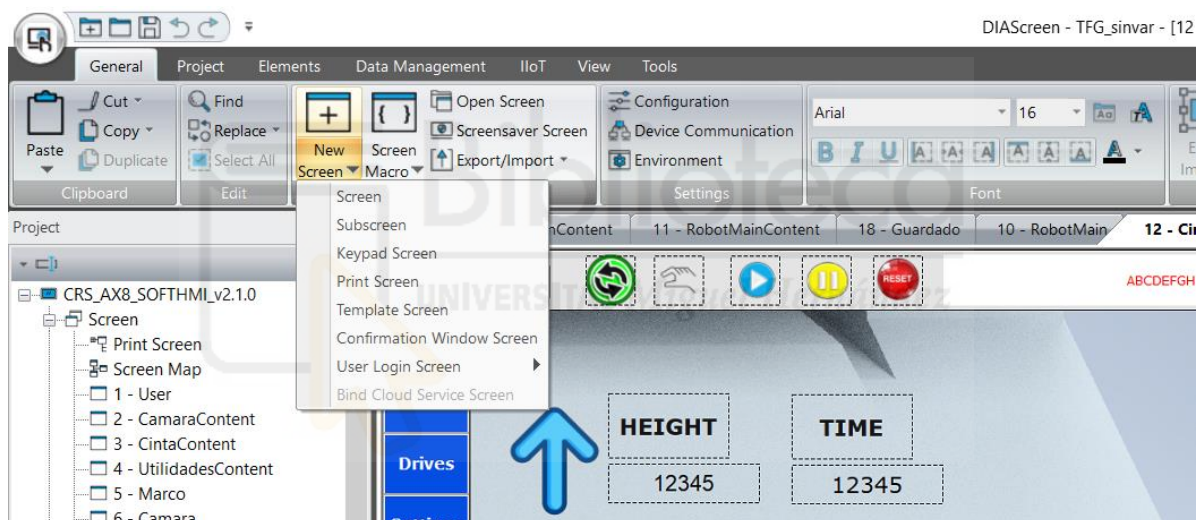 DIAScreen - TFG_sinvar - [12
General Project Elements Data Management IIoT View Tools
Paste
Cut
Copy
Duplicate
Clipboard
Find
Replace
Select All
Edit
New Screen
Screen Macro
Open Screen
Screensaver Screen
Export/Import
Configuration
Device Communication
Environment
Settings
Arial 16
B I U
Font
Screen
Subscreen
Keypad Screen
Print Screen
Template Screen
Confirmation Window Screen
User Login Screen
Bind Cloud Service Screen
Project
nContent 11 - RobotMainContent 18 - Guardado 10 - RobotMain 12 - Cin
CRS_AX8_SOFTHMI_v2.1.0
Screen
Print Screen
Screen Map
1 - User
2 - CamaraContent
3 - CintaContent
4 - UtilidadesContent
5 - Marco
6 - Camara
RESET
ABCDEFGH
HEIGHT TIME
12345 12345
Drives
Biblioteca